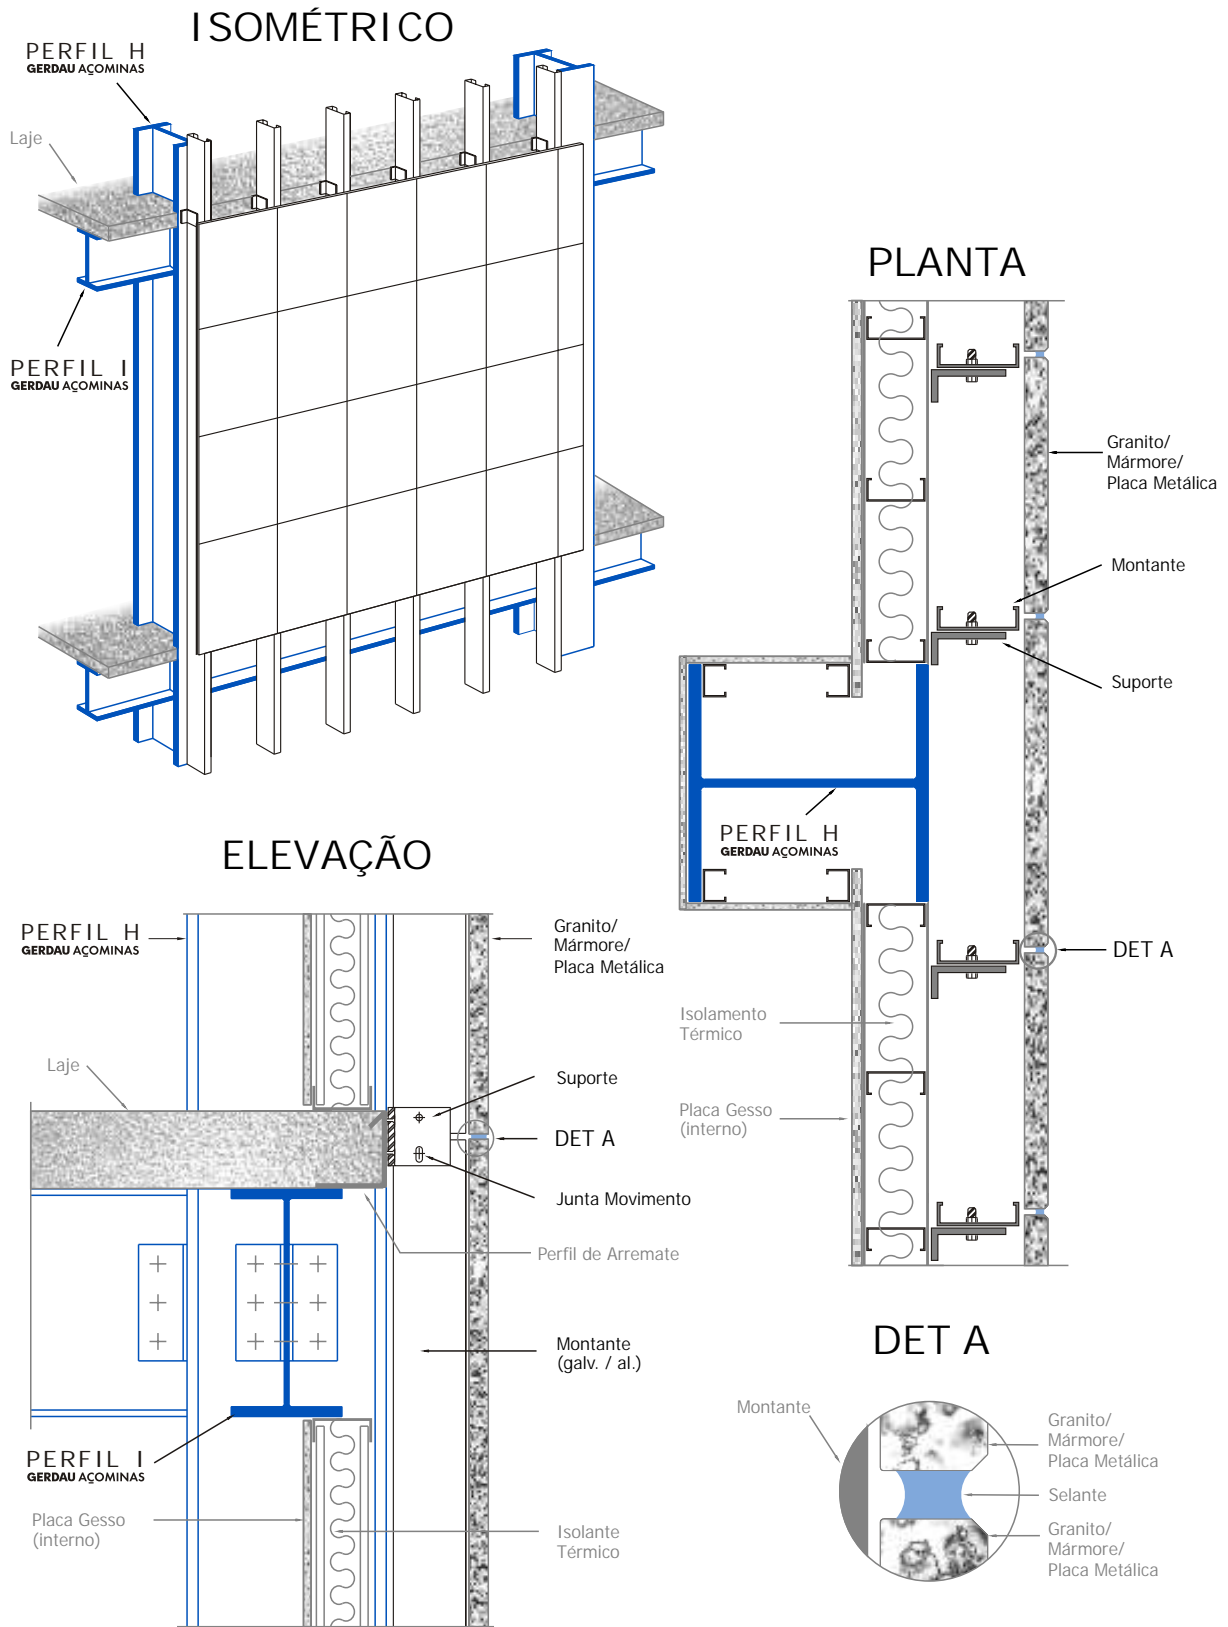 ISOMÉTRICO
PERFIL H
GERDAU AÇOMINAS
Laje
PERFIL I
GERDAU AÇOMINAS
PLANTA
Granito/
Mármore/
Placa Metálica
Montante
Suporte
PERFIL H
GERDAU AÇOMINAS
DET A
Isolamento
Térmico
Placa Gesso
(interno)
ELEVAÇÃO
PERFIL H
GERDAU AÇOMINAS
Granito/
Mármore/
Placa Metálica
Laje
Suporte
DET A
Junta Movimento
Perfil de Arremate
Montante
(galv. / al.)
PERFIL I
GERDAU AÇOMINAS
Placa Gesso
(interno)
Isolante
Térmico
DET A
Montante
Granito/
Mármore/
Placa Metálica
Selante
Granito/
Mármore/
Placa Metálica